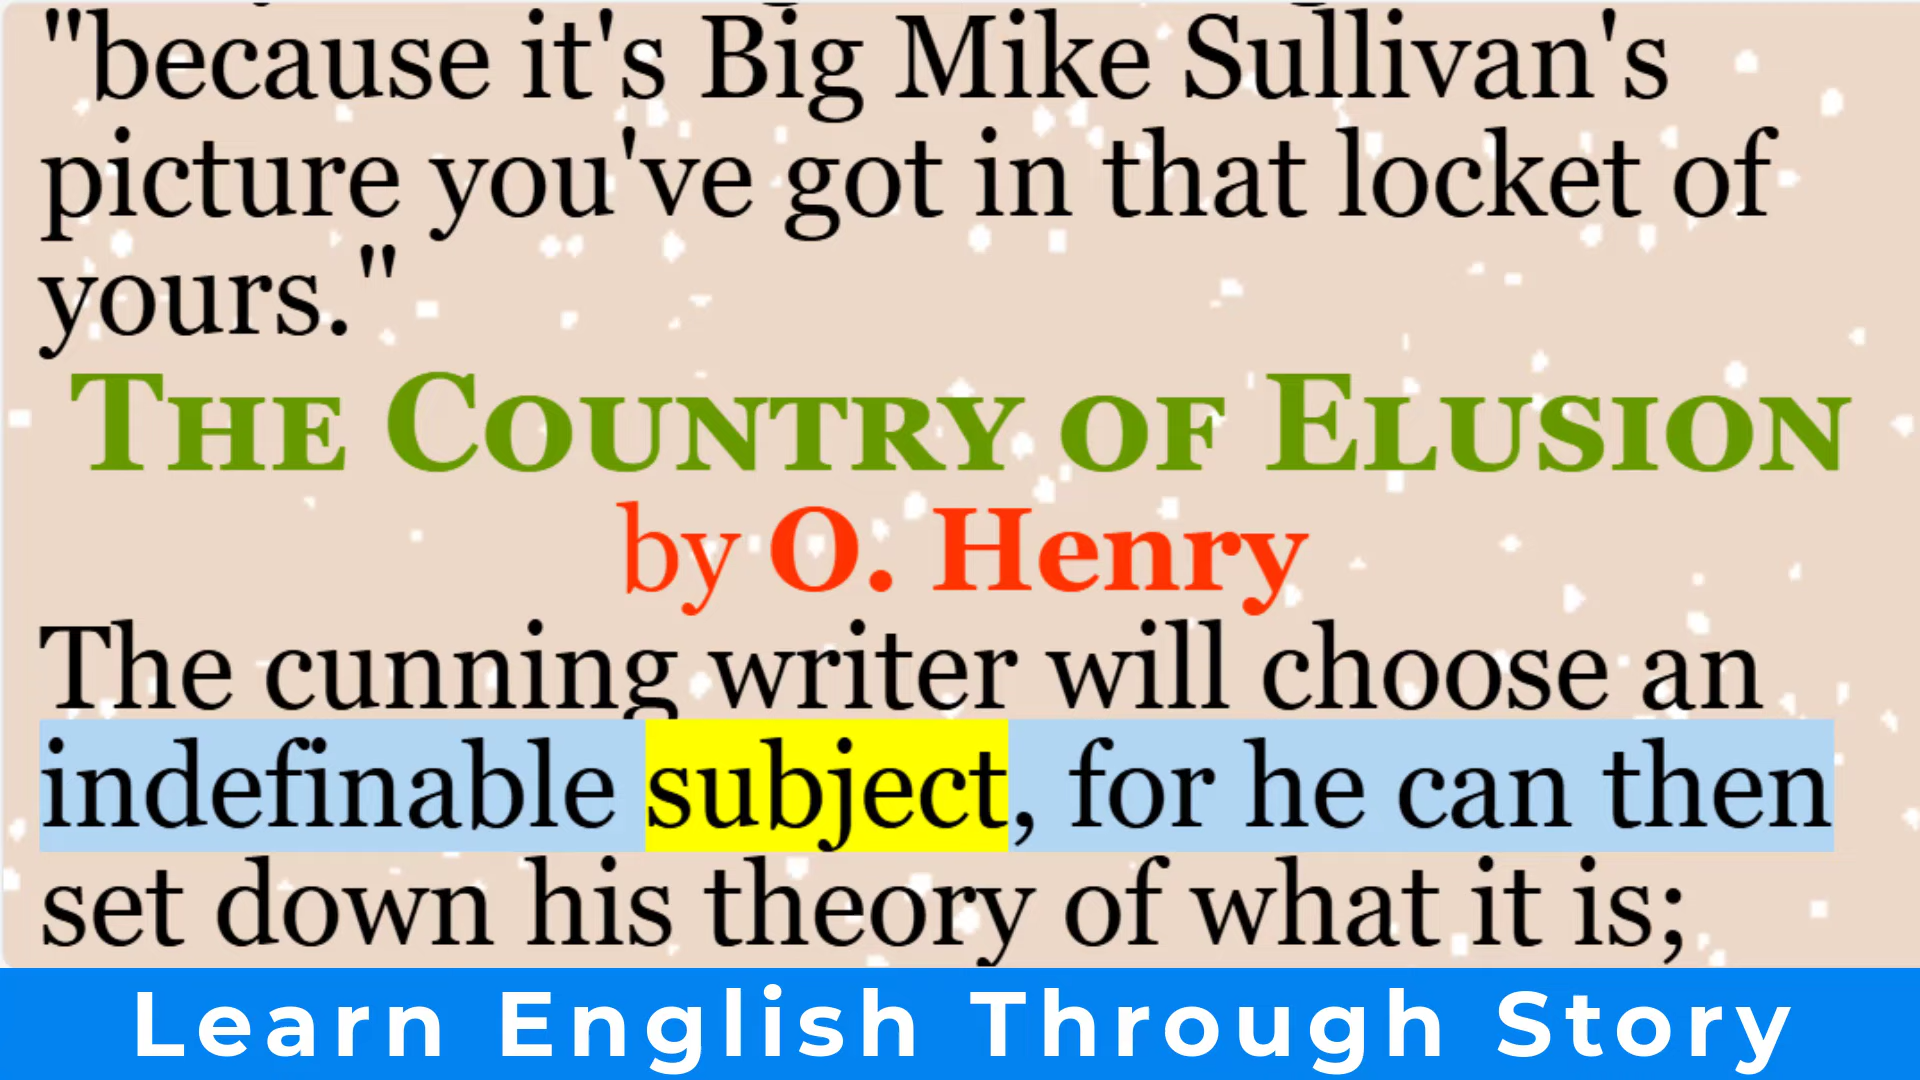 "because it's Big Mike Sullivan's
picture you've got in that locket of
yours."
THE COUNTRY OF ELUSION
by O. Henry
The cunning writer will choose an
indefinable subject, for he can then
set down his theory of what it is;
Learn English Through Story